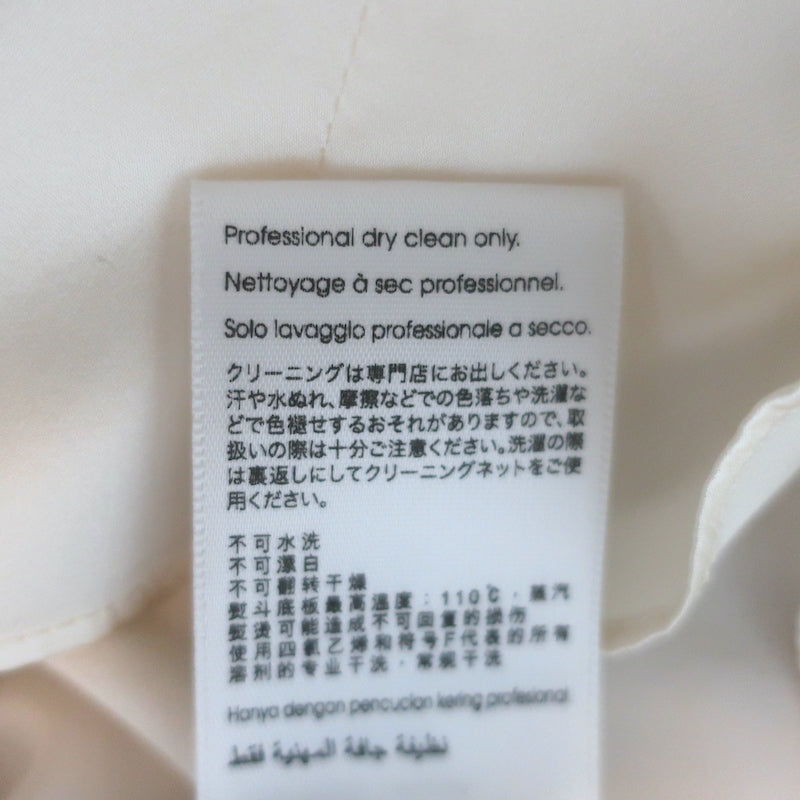 Professional dry clean only.
Nettoyage à sec professionnel.
Solo lavaggio professionale a secco.
クリーニングは専門店にお出しください。
汗や水ぬれ、摩擦などでの色落ちや洗濯な
どで色褪せするおそれがありますので、取
扱いの際は十分ご注意ください。洗濯の際
は裏返しにしてクリーニングネットをご使
用ください。
不可水洗
不可漂白
不可翻转干燥
熨斗底板最高温度：110℃·蒸汽
熨烫可能造成不可回重的损伤
使用四氯乙烯和符号F代表的所有
溶剂的专业干洗·常规干洗
Hanya dengan pencucian kering profesional
نظيفة جافة المهنية فقط